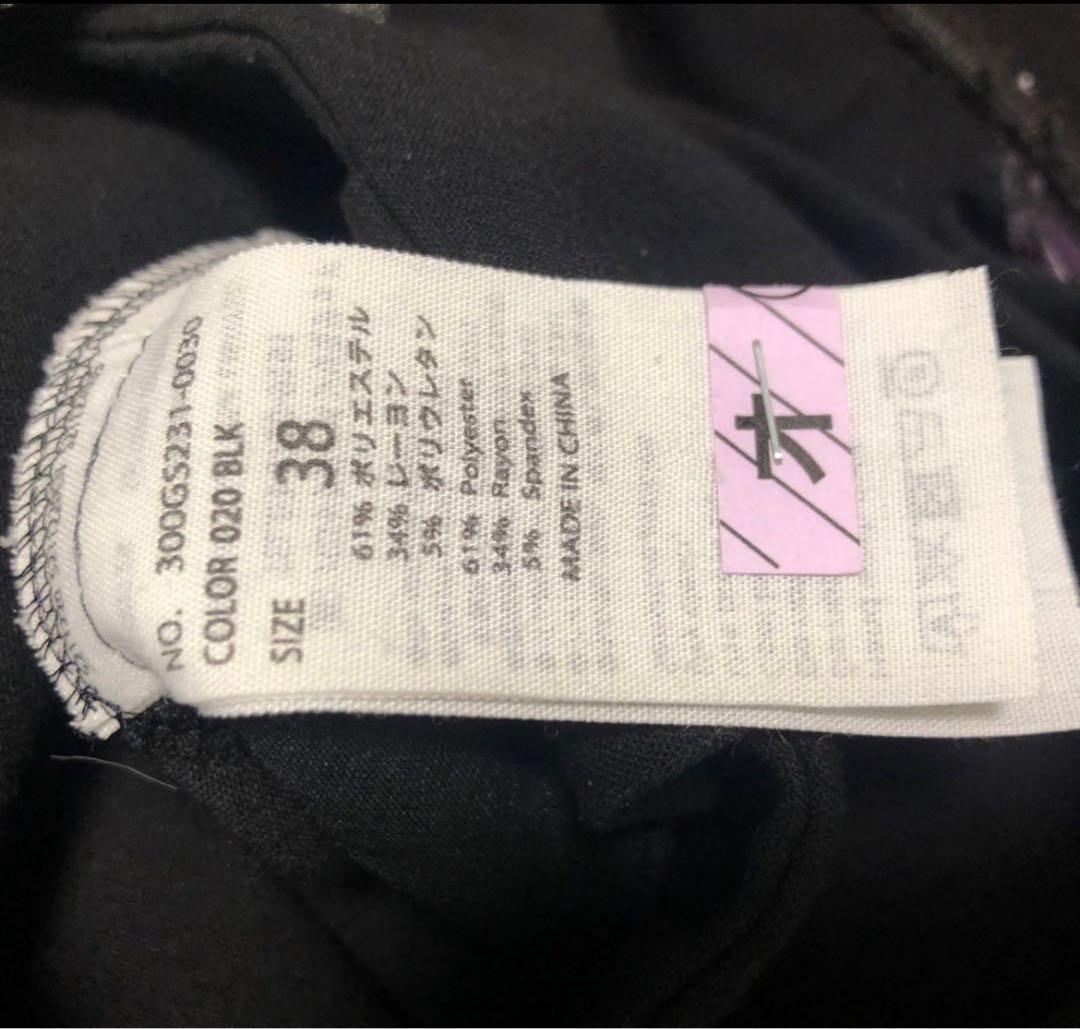 NO. 300GS231-0030
COLOR 020 BLK
SIZE 38
61% ポリエステル
34% レーヨン
5% ポリウレタン
61% Polyester
34% Rayon
5% Spandex
MADE IN CHINA